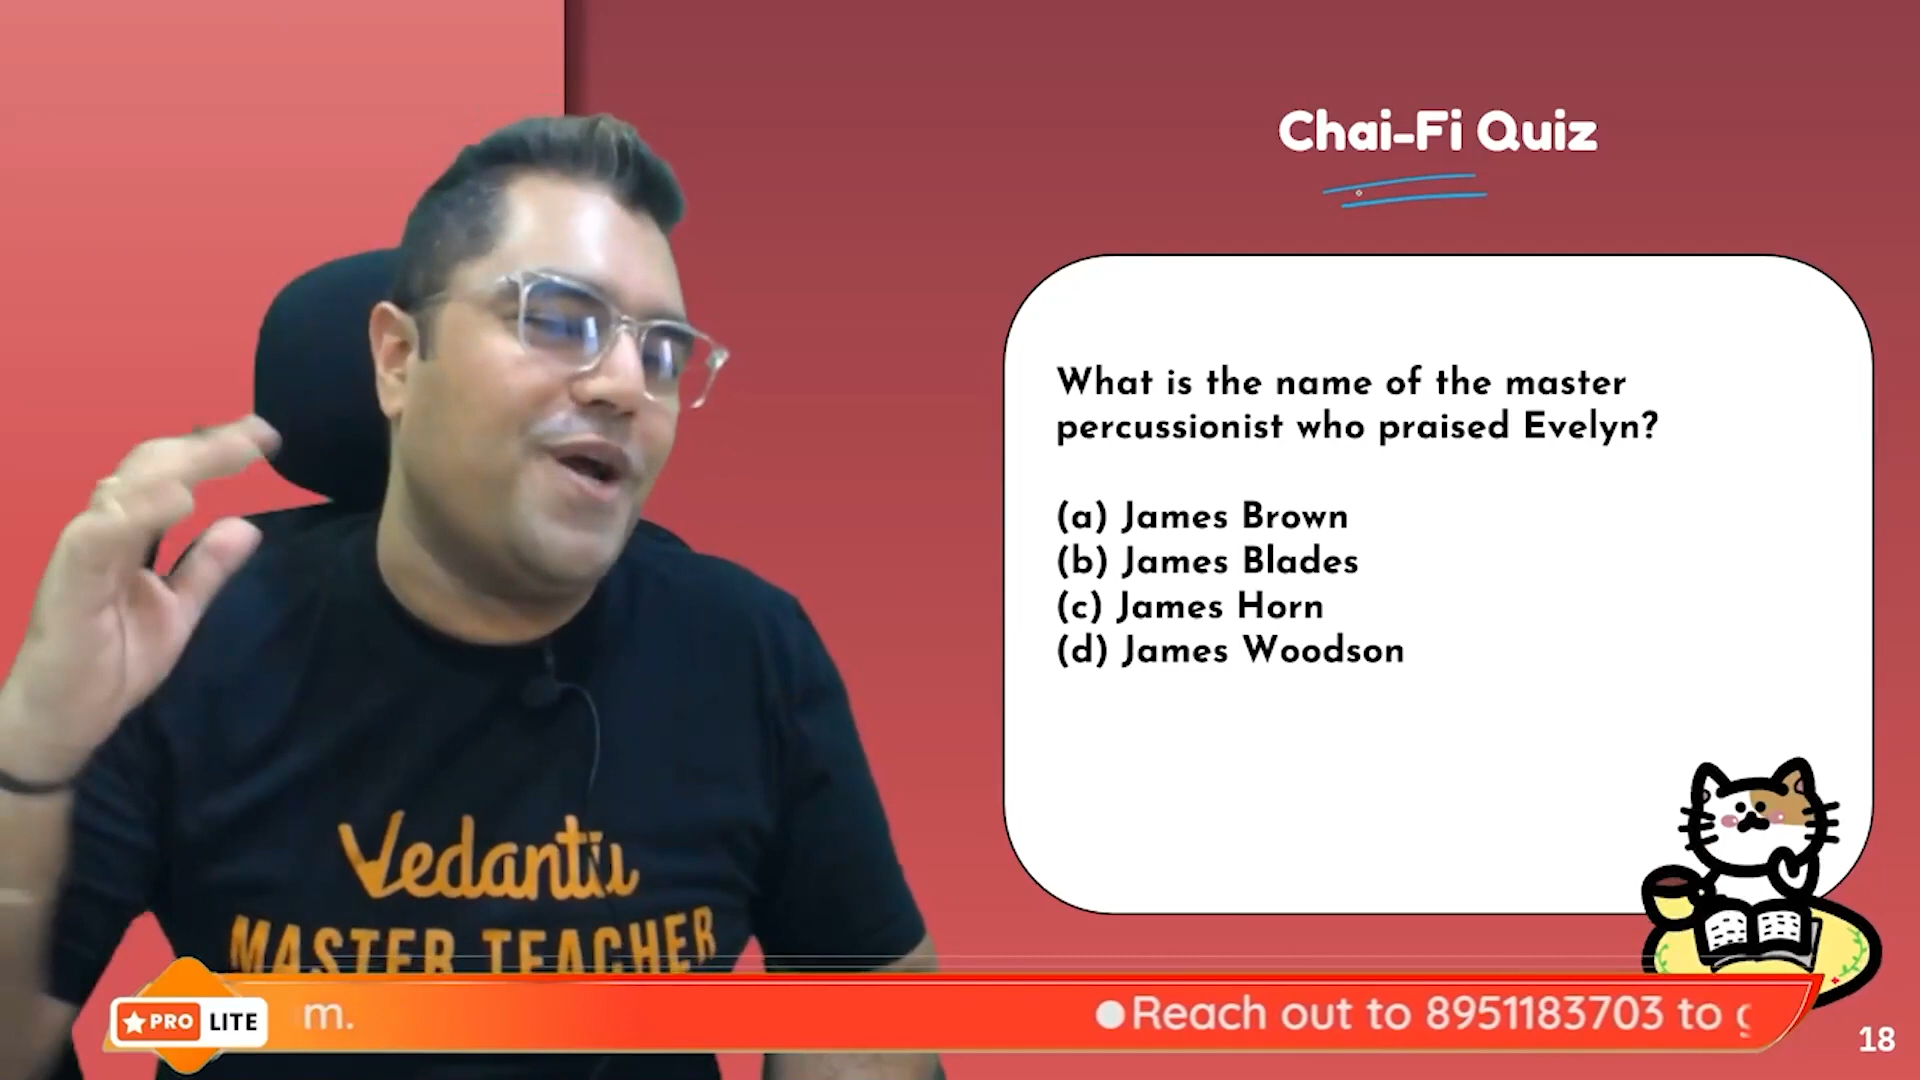 Chai-Fi Quiz
What is the name of the master
percussionist who praised Evelyn?
(a) James Brown
(b) James Blades
(c) James Horn
(d) James Woodson
Vedantu
MASTER TEACHER
PRO LITE
m.
Reach out to 8951183703 to
18